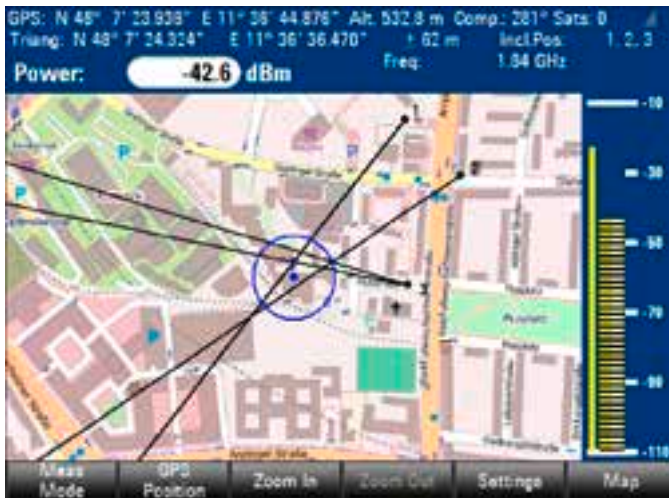 GPS: N 48° 7' 23.938" E 11° 36' 44.876" Alt. 532.8 m Comp.: 281° Sats: 0
Triang: N 48° 7' 24.324" E 11° 36' 36.470" ± 62 m Incl.Pos: 1, 2, 3
Power: -42.6 dBm Freq: 1.84 GHz
-10
-30
-50
-70
-90
-110
P
P
P
Meas Mode
GPS Position
Zoom In
Zoom Out
Settings
Map